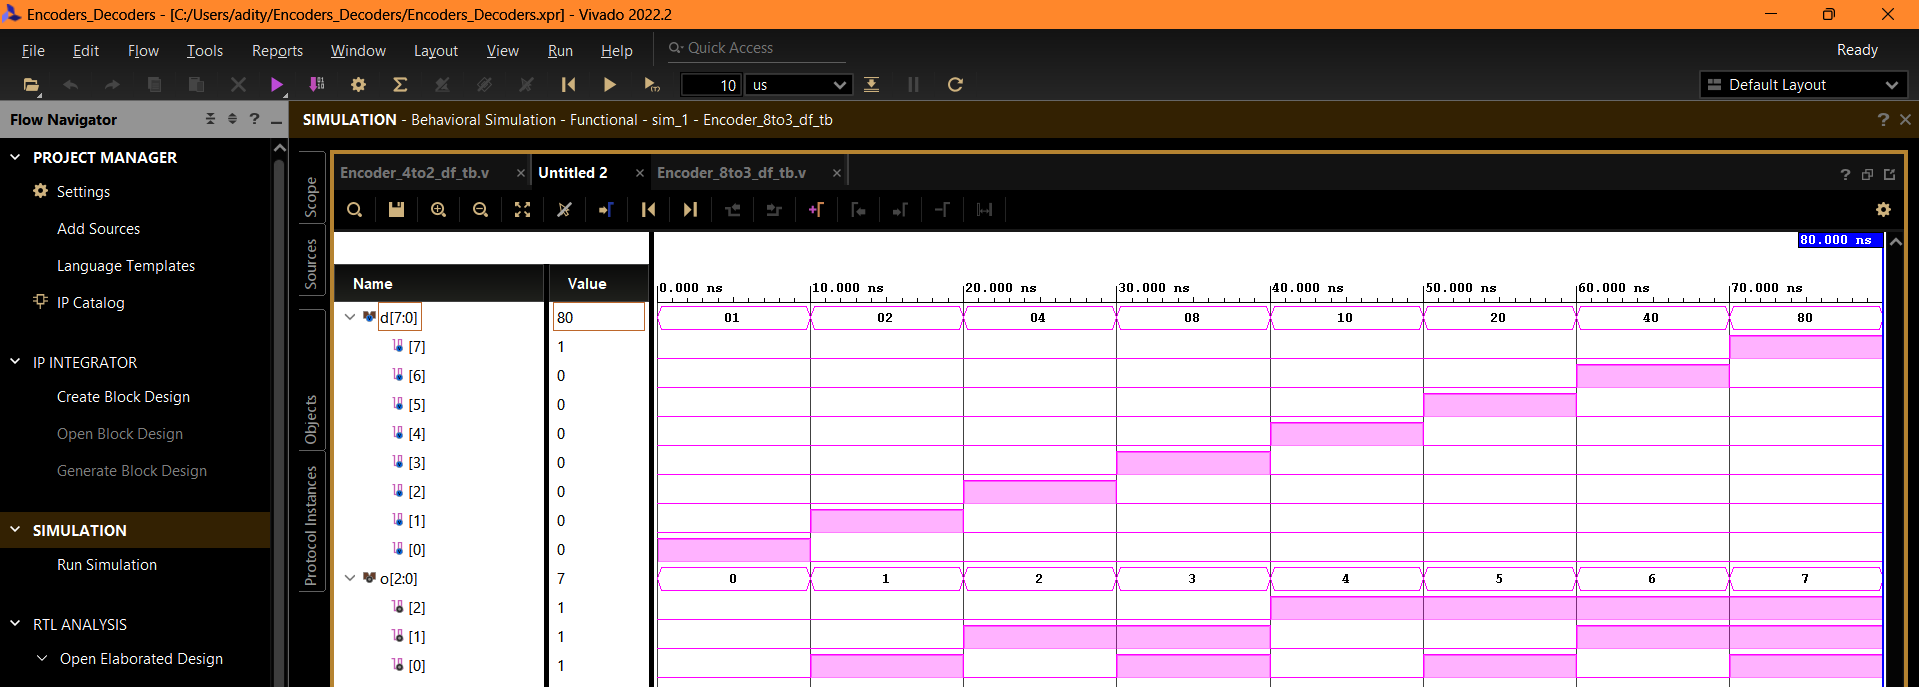 Encoders_Decoders - [C:/Users/adity/Encoders_Decoders/Encoders_Decoders.xpr] - Vivado 2022.2
File Edit Flow Tools Reports Window Layout View Run Help Quick Access Ready
10 us Default Layout
Flow Navigator
SIMULATION - Behavioral Simulation - Functional - sim_1 - Encoder_8to3_df_tb
PROJECT MANAGER
Settings
Add Sources
Language Templates
IP Catalog
IP INTEGRATOR
Create Block Design
Open Block Design
Generate Block Design
SIMULATION
Run Simulation
RTL ANALYSIS
Open Elaborated Design
Scope
Sources
Objects
Protocol Instances
Encoder_4to2_df_tb.v Untitled 2 Encoder_8to3_df_tb.v
80.000 ns
Name Value
0.000 ns 10.000 ns 20.000 ns 30.000 ns 40.000 ns 50.000 ns 60.000 ns 70.000 ns
d[7:0] 80 01 02 04 08 10 20 40 80
[7] 1
[6] 0
[5] 0
[4] 0
[3] 0
[2] 0
[1] 0
[0] 0
o[2:0] 7 0 1 2 3 4 5 6 7
[2] 1
[1] 1
[0] 1